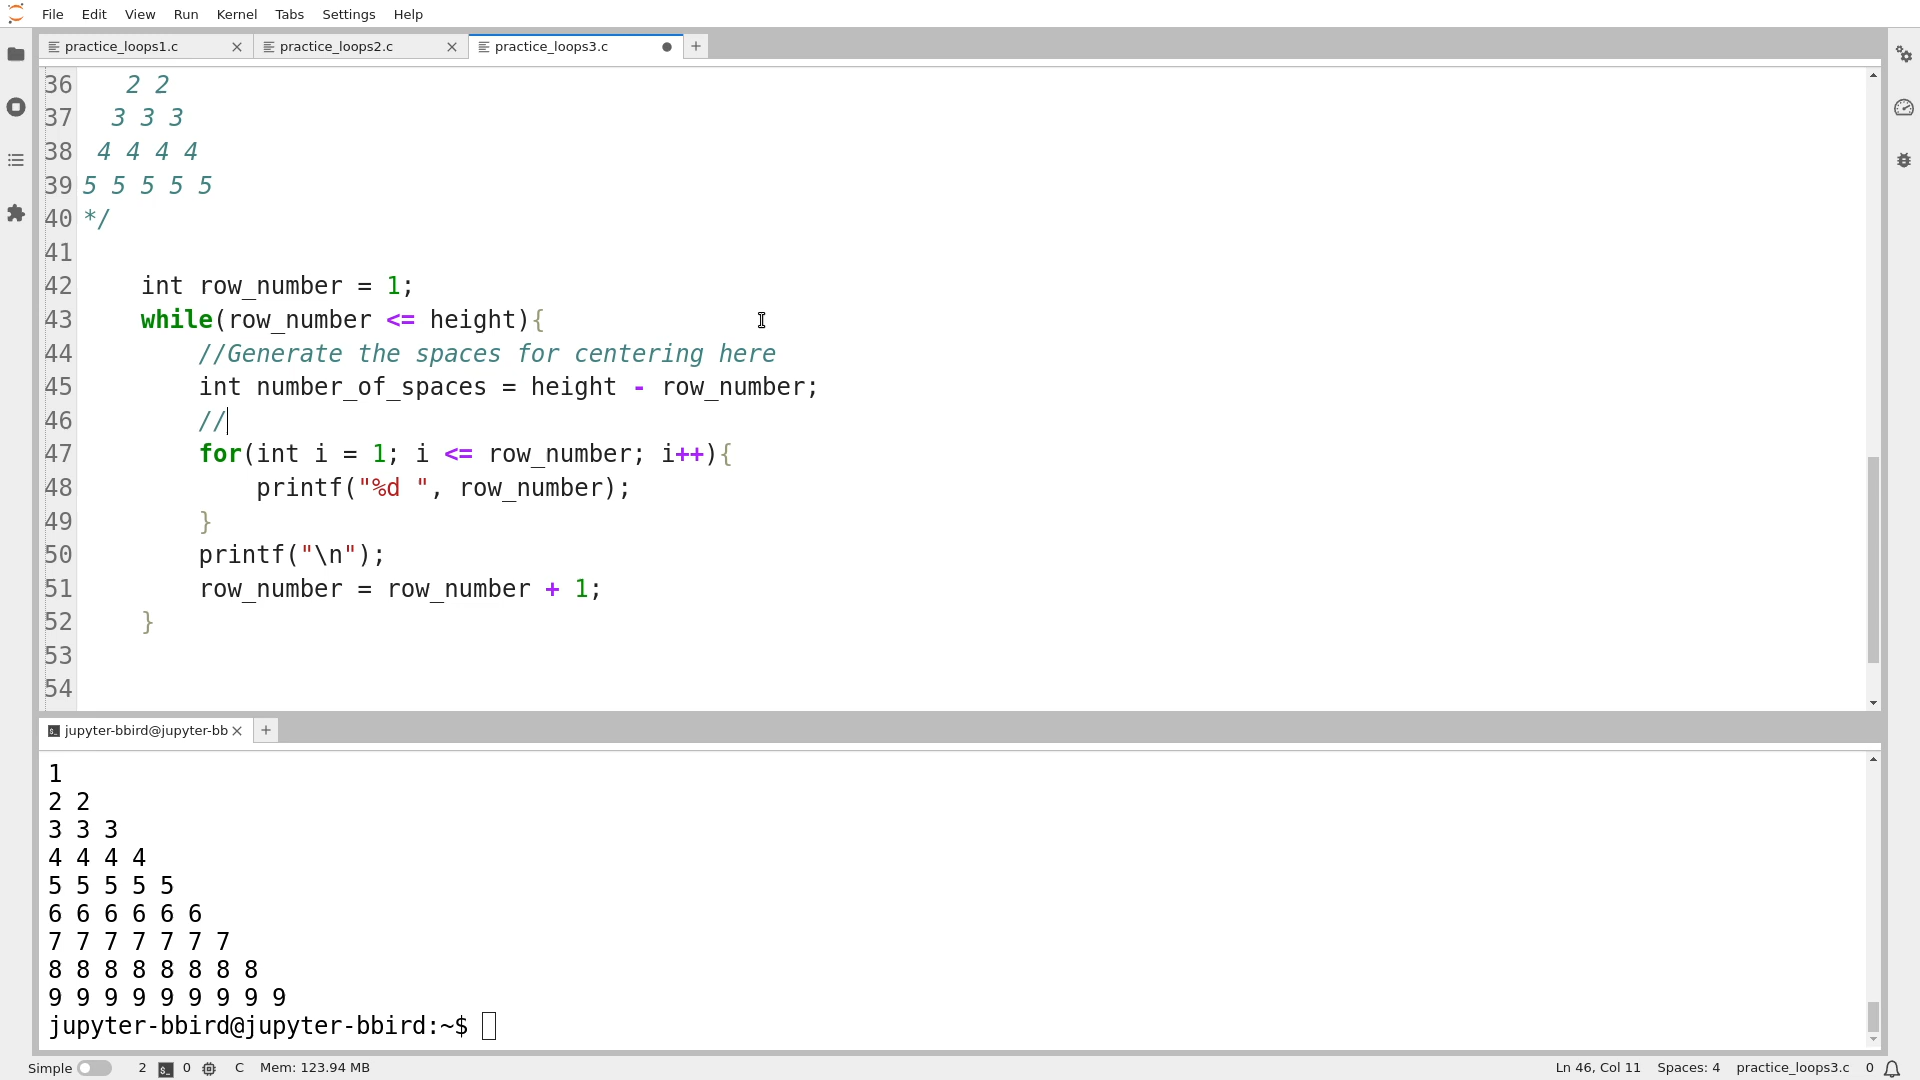 File Edit View Run Kernel Tabs Settings Help
practice_loops1.c practice_loops2.c practice_loops3.c
36    2 2
37   3 3 3
38  4 4 4 4
39 5 5 5 5 5
40 */
41
42     int row_number = 1;
43     while(row_number <= height){
44         //Generate the spaces for centering here
45         int number_of_spaces = height - row_number;
46         //
47         for(int i = 1; i <= row_number; i++){
48             printf("%d ", row_number);
49         }
50         printf("\n");
51         row_number = row_number + 1;
52     }
53
54
jupyter-bbird@jupyter-bb
1
2 2
3 3 3
4 4 4 4
5 5 5 5 5
6 6 6 6 6 6
7 7 7 7 7 7 7
8 8 8 8 8 8 8 8
9 9 9 9 9 9 9 9 9
jupyter-bbird@jupyter-bbird:~$
Simple 2 0 C Mem: 123.94 MB Ln 46, Col 11 Spaces: 4 practice_loops3.c 0